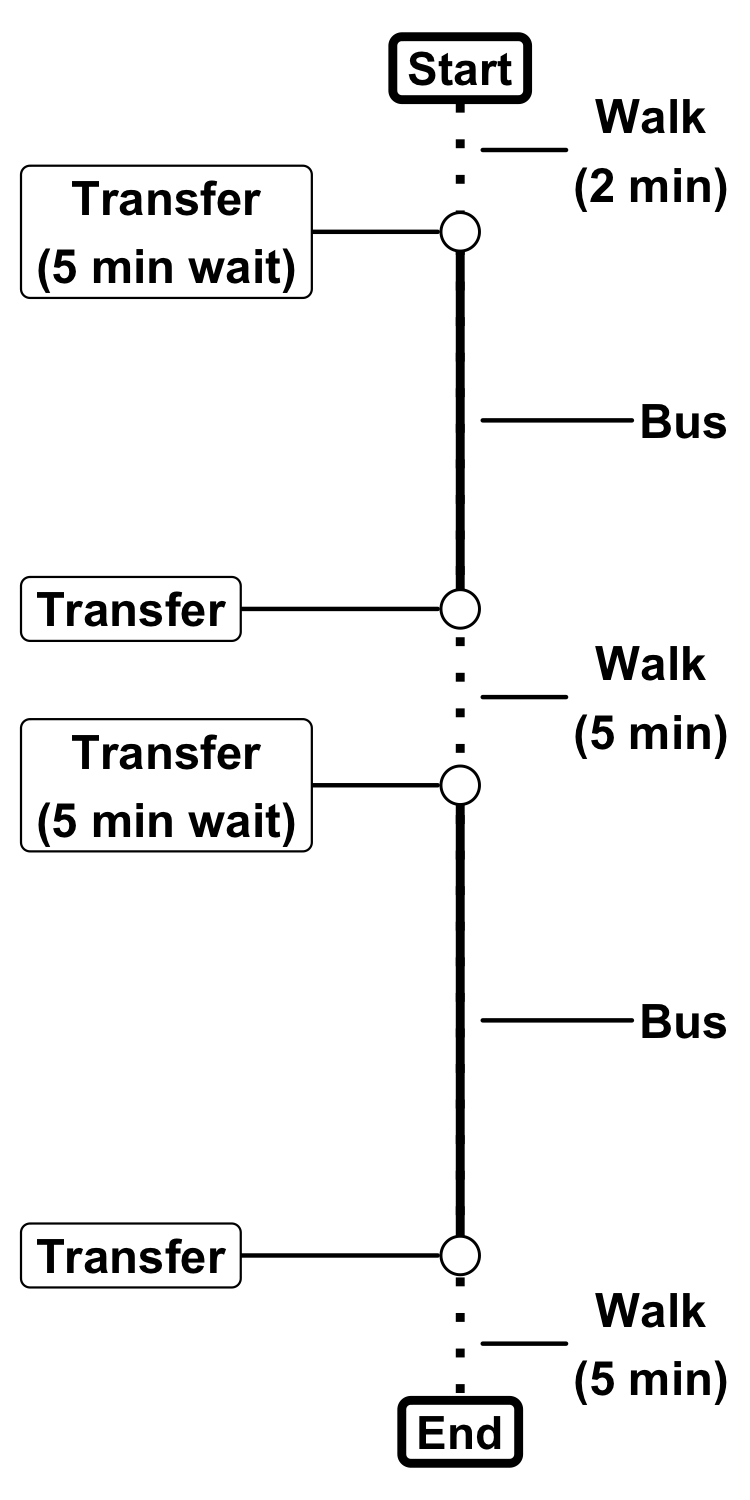 Start
Walk
(2 min)
Transfer
(5 min wait)
Bus
Transfer
Walk
(5 min)
Transfer
(5 min wait)
Bus
Transfer
Walk
(5 min)
End